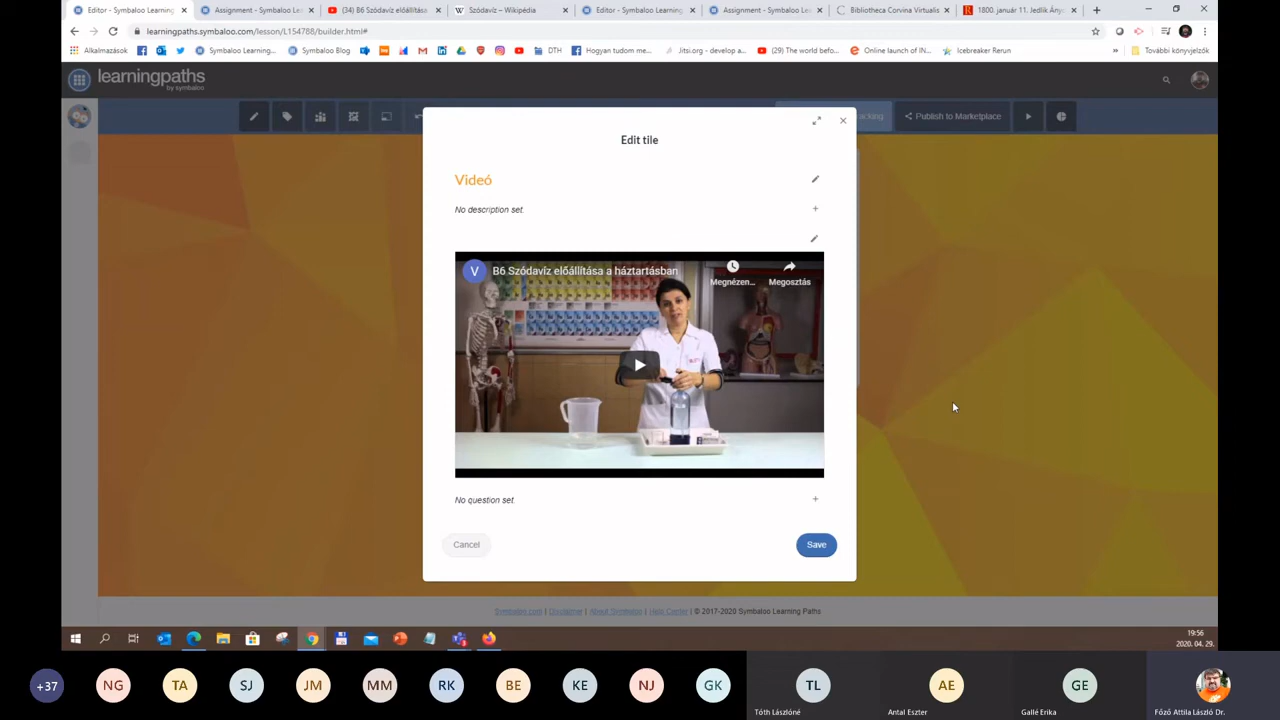 Editor - Symbaloo Learning
Assignment - Symbaloo Les
(34) B6 Szódavíz előállítása
Szódavíz – Wikipédia
Editor - Symbaloo Learning
Assignment - Symbaloo L
Bibliotheca Corvina Virtualis
1800. január 11. Jedlik Ányo
learningpaths.symbaloo.com/lesson/L154788/builder.html#
Alkalmazások
Symbaloo Learning...
Symbaloo Blog
DTH
Hogyan tudom me...
Jitsi.org - develop a...
(29) The world befo...
Online launch of IN...
Icebreaker Rerun
»
További könyvjelzők
learningpaths
by symbaloo
king
Publish to Marketplace
Edit tile
Videó
No description set.
V
B6 Szódavíz előállítása a háztartásban
Megnézen...
Megosztás
No question set.
Cancel
Save
Symbaloo.com | Disclaimer | About Symbaloo | Help Center | © 2017-2020 Symbaloo Learning Paths
19:56
2020. 04. 29.
+37
NG
TA
SJ
JM
MM
RK
BE
KE
NJ
GK
TL
AE
GE
Tóth Lászlóné
Antal Eszter
Gallé Erika
Főző Attila László Dr.